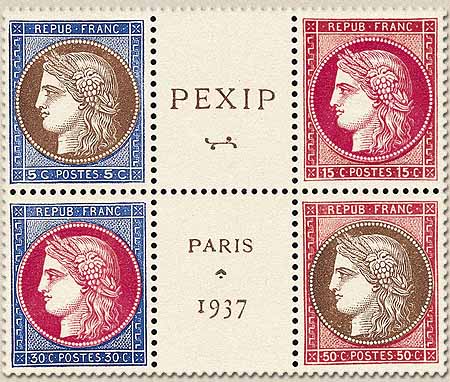 REPUB·FRANC·
5·C·POSTES·5·C·
PEXIP
REPUB·FRANC·
15·C·POSTES·15·C·
REPUB·FRANC·
30·C·POSTES·30·C·
PARIS
1937
REPUB·FRANC·
50·C·POSTES·50·C·